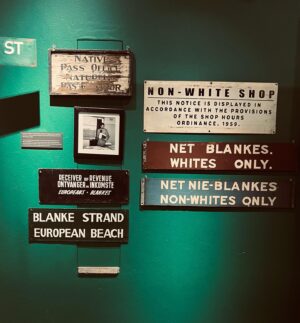 ST
NATIVE
PASS OFFICE
NATURELLE
PASKANTOOR
RECEIVER OF REVENUE
ONTVANGER VAN INKOMSTE
EUROPEANS - BLANKES
BLANKE STRAND
EUROPEAN BEACH
NON-WHITE SHOP
THIS NOTICE IS DISPLAYED IN
ACCORDANCE WITH THE PROVISIONS
OF THE SHOP HOURS
ORDINANCE, 1959.
NET BLANKES.
WHITES ONLY.
NET NIE-BLANKES
NON-WHITES ONLY